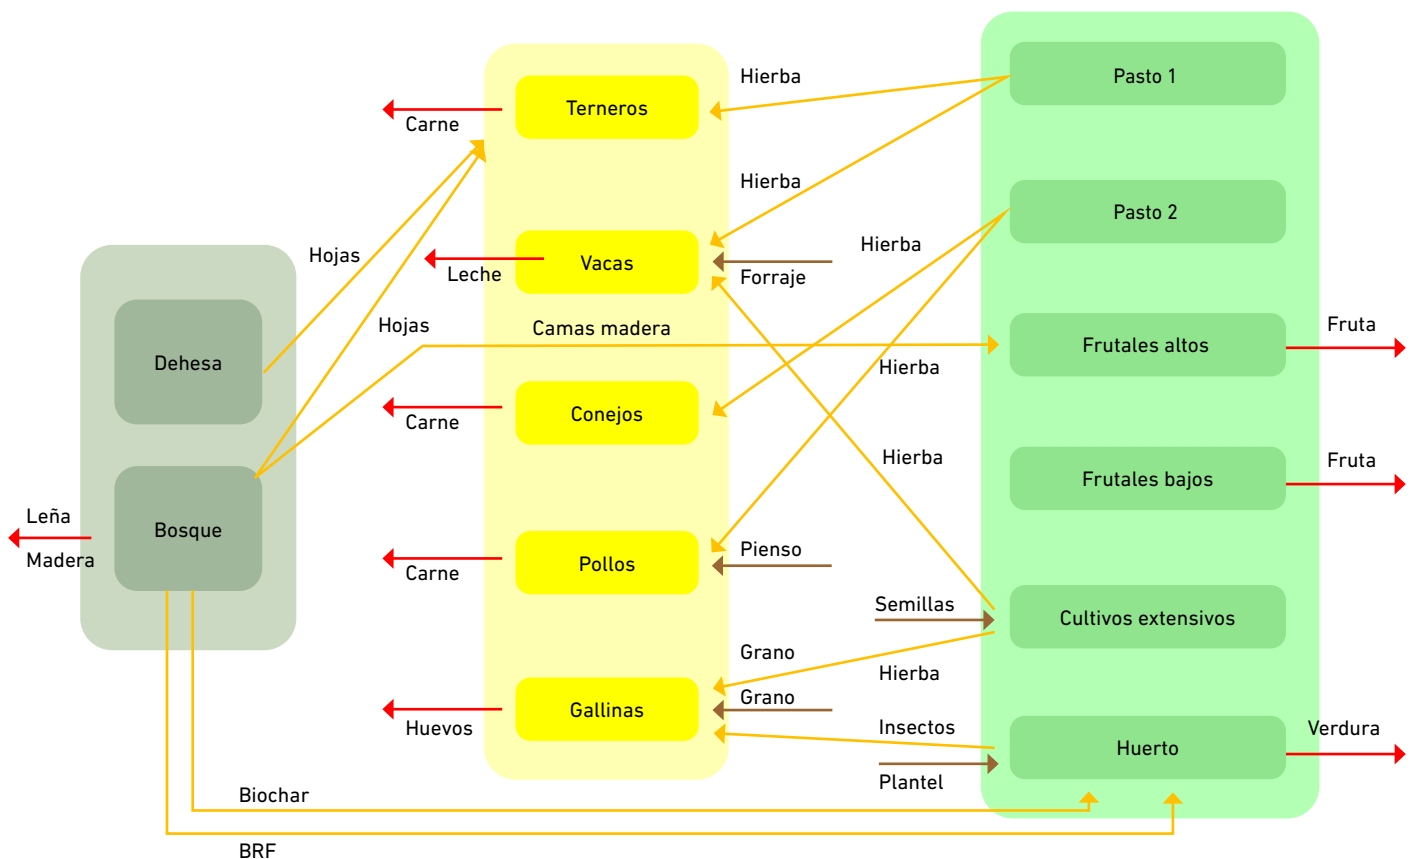 Pasto 1
Hierba
Terneros
Carne
Hierba
Pasto 2
Hierba
Hojas
Vacas
Leche
Forraje
Hojas
Camas madera
Fruta
Frutales altos
Dehesa
Hierba
Conejos
Carne
Hierba
Fruta
Frutales bajos
Leña
Bosque
Madera
Pienso
Pollos
Carne
Semillas
Cultivos extensivos
Grano
Hierba
Grano
Gallinas
Huevos
Insectos
Verdura
Huerto
Plantel
Biochar
BRF